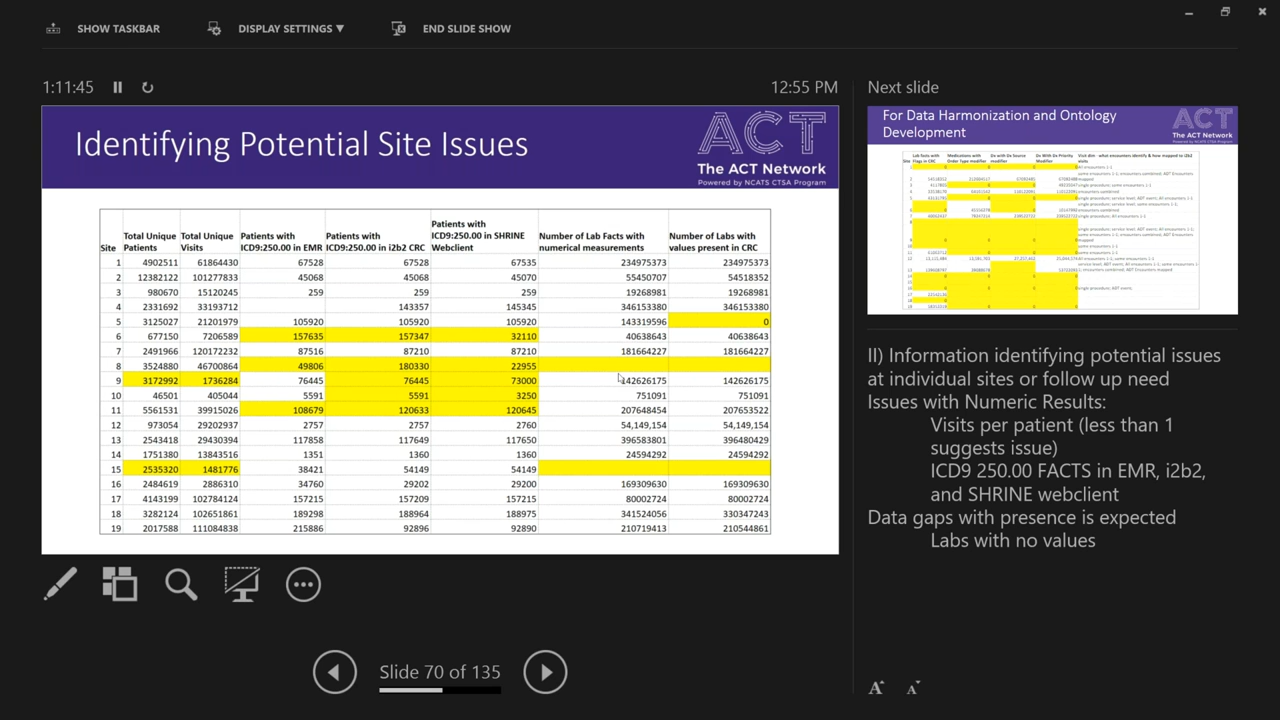 SHOW TASKBAR DISPLAY SETTINGS ▼ END SLIDE SHOW
1:11:45 12:55 PM
Identifying Potential Site Issues
ACT
The ACT Network
Powered by NCATS CTSA Program
Site Total Unique Patients Total Unique Visits Patients with ICD9:250.00 in EMR Patients with ICD9:250.00 in i2b2 CRC Patients with ICD9:250.00 in SHRINE Webclient Number of Lab Facts with numerical measurements Number of Labs with values present in CRC
1 4902511 118644318 67528 67528 67535 234975373 234975373
2 12382122 101277833 45068 45068 45070 55450707 54518352
3 980670 15120245 259 259 259 19268981 19268981
4 2331692 33193712 143357 145345 346153380 346153380
5 3125027 21201979 105920 105920 105920 143319596 0
6 677150 7206589 157635 157347 32110 40638643 40638643
7 2491966 120172232 87516 87210 87210 181664227 181664227
8 3524880 46700864 49806 180330 22955
9 3172992 1736284 76445 76445 73000 142626175 142626175
10 46501 405044 5591 5591 3250 751091 751091
11 5561531 39915026 108679 120633 120645 207648454 207653522
12 973054 29202937 2757 2757 2760 54,149,154 54,149,154
13 2543418 29430394 117858 117649 117650 396583801 396480429
14 1751380 13843516 1351 1360 1360 24594292 24594292
15 2535320 1481776 38421 54149 54149
16 2484619 2886310 34760 29202 29200 169309630 169309630
17 4143199 102784124 157215 157209 157215 80002724 80002724
18 3282124 102651861 189298 188964 188975 341524056 330347243
19 2017588 111084838 215886 92896 92890 210719413 210544861
Slide 70 of 135
Next slide
For Data Harmonization and Ontology
Development
ACT
The ACT Network
II) Information identifying potential issues
at individual sites or follow up need
Issues with Numeric Results:
Visits per patient (less than 1
suggests issue)
ICD9 250.00 FACTS in EMR, i2b2,
and SHRINE webclient
Data gaps with presence is expected
Labs with no values
A A